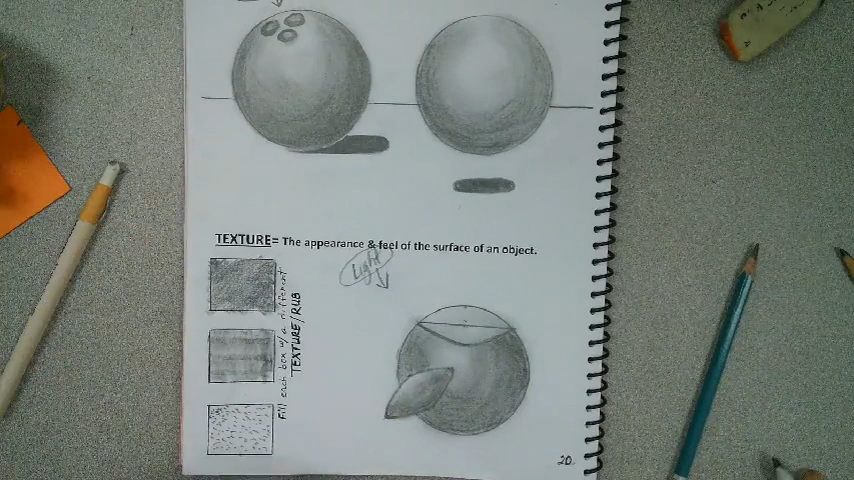 TEXTURE= The appearance & feel of the surface of an object.
Light
Fill each box w/ a different
TEXTURE/RUB
20